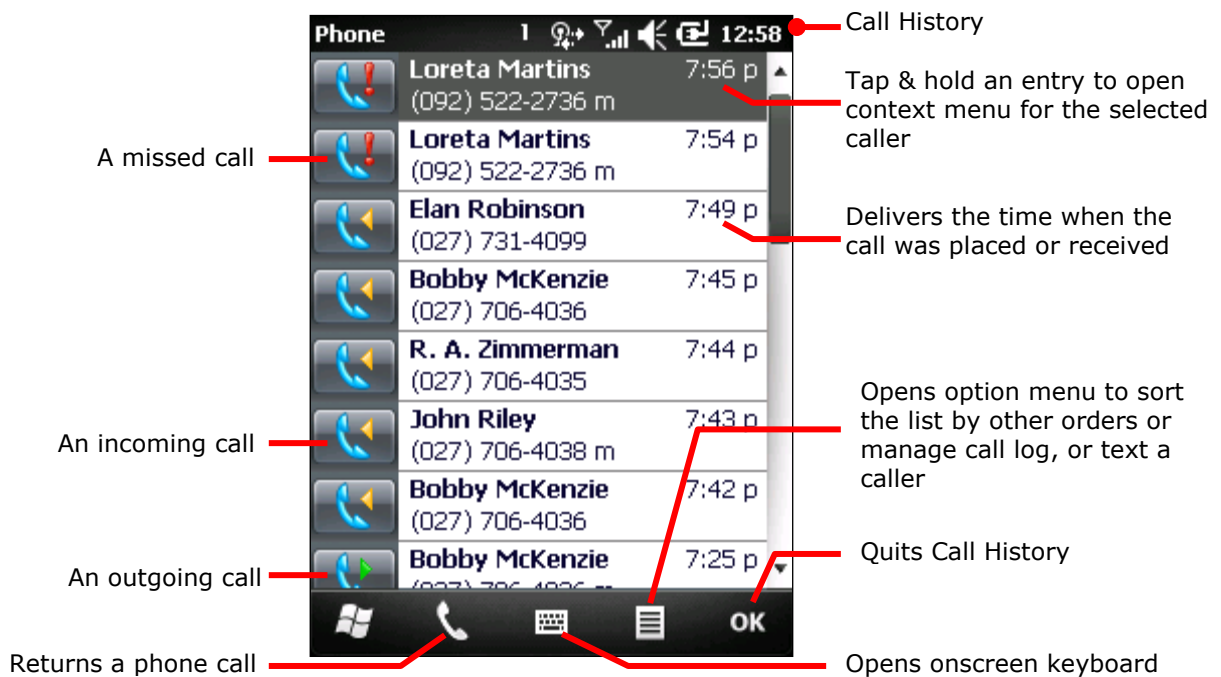 Call History
Phone 1 12:58
Loreta Martins 7:56 p
(092) 522-2736 m
Tap & hold an entry to open
context menu for the selected
caller
A missed call
Loreta Martins 7:54 p
(092) 522-2736 m
Elan Robinson 7:49 p
(027) 731-4099
Delivers the time when the
call was placed or received
Bobby McKenzie 7:45 p
(027) 706-4036
R. A. Zimmerman 7:44 p
(027) 706-4035
An incoming call
John Riley 7:43 p
(027) 706-4038 m
Opens option menu to sort
the list by other orders or
manage call log, or text a
caller
Bobby McKenzie 7:42 p
(027) 706-4036
An outgoing call
Bobby McKenzie 7:25 p
Quits Call History
OK
Returns a phone call
Opens onscreen keyboard